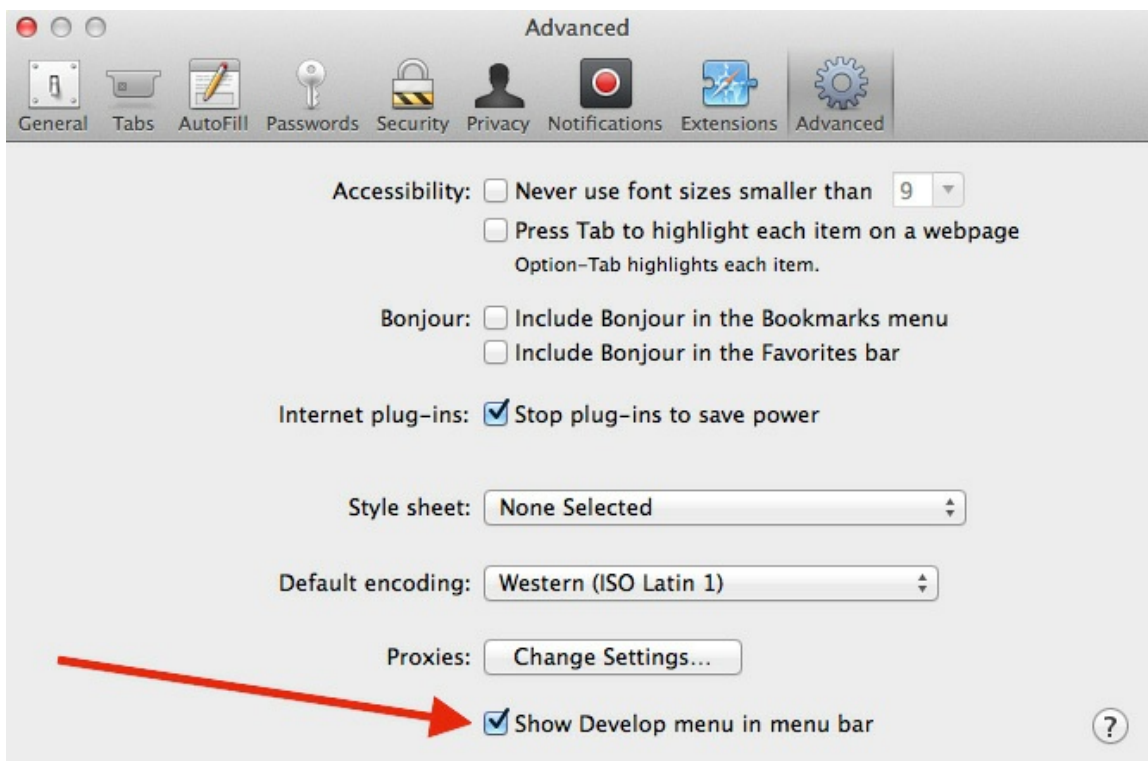 Advanced
General Tabs AutoFill Passwords Security Privacy Notifications Extensions Advanced
Accessibility: Never use font sizes smaller than 9
Press Tab to highlight each item on a webpage
Option-Tab highlights each item.
Bonjour: Include Bonjour in the Bookmarks menu
Include Bonjour in the Favorites bar
Internet plug-ins: Stop plug-ins to save power
Style sheet: None Selected
Default encoding: Western (ISO Latin 1)
Proxies: Change Settings...
Show Develop menu in menu bar ?